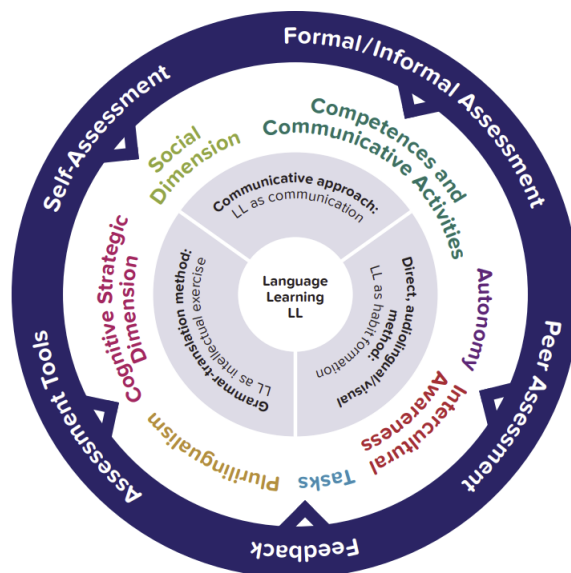 Self-Assessment
Formal/Informal Assessment
Peer Assessment
Feedback
Assessment Tools
Social
Dimension
Competences and
Communicative Activities
Autonomy
Intercultural
Awareness
Tasks
Plurilingualism
Cognitive Strategic
Dimension
Communicative approach:
LL as communication
Direct, audiolingual/visual
method:
LL as habit formation
Grammar-translation method:
LL as intellectual exercise
Language
Learning
LL